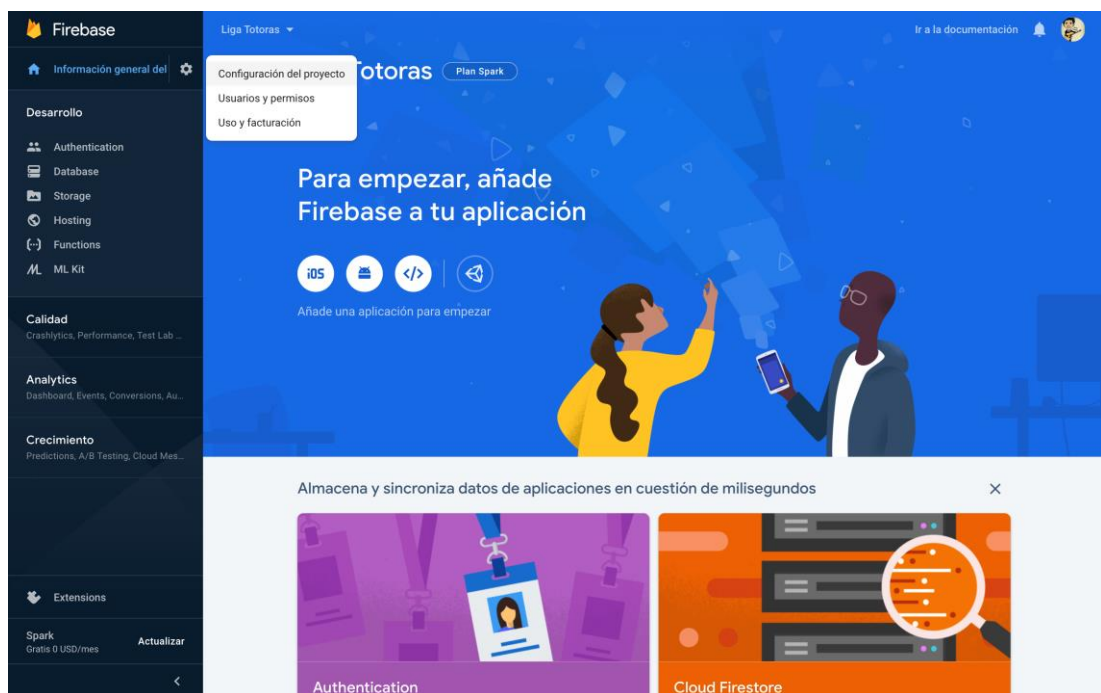 Firebase
Liga Totoras
Ir a la documentación
Información general del
Configuración del proyecto
Usuarios y permisos
Uso y facturación
otoras
Plan Spark
Desarrollo
Authentication
Database
Storage
Hosting
Functions
ML Kit
Para empezar, añade
Firebase a tu aplicación
iOS
</>
Añade una aplicación para empezar
Calidad
Crashlytics, Performance, Test Lab ...
Analytics
Dashboard, Events, Conversions, Au...
Crecimiento
Predictions, A/B Testing, Cloud Mes...
Almacena y sincroniza datos de aplicaciones en cuestión de milisegundos
Extensions
Spark
Gratis 0 USD/mes
Actualizar
Authentication
Cloud Firestore